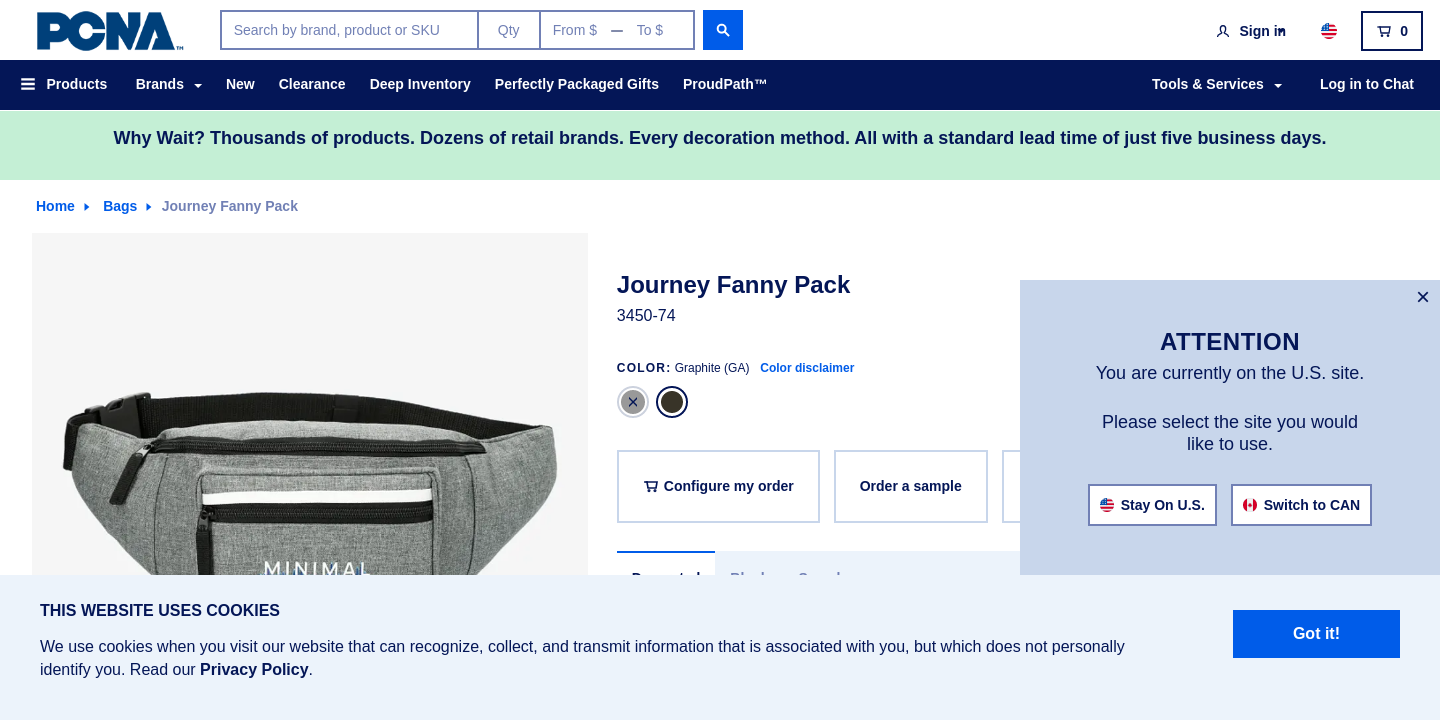 PCNA™
Search by brand, product or SKU
Qty
From $ — To $
Sign in
0
Products
Brands
New
Clearance
Deep Inventory
Perfectly Packaged Gifts
ProudPath™
Tools & Services
Log in to Chat
Why Wait? Thousands of products. Dozens of retail brands. Every decoration method. All with a standard lead time of just five business days.
Home
Bags
Journey Fanny Pack
Journey Fanny Pack
3450-74
COLOR: Graphite (GA) Color disclaimer
Configure my order
Order a sample
MINIMAL
ATTENTION
You are currently on the U.S. site.
Please select the site you would
like to use.
Stay On U.S.
Switch to CAN
THIS WEBSITE USES COOKIES
We use cookies when you visit our website that can recognize, collect, and transmit information that is associated with you, but which does not personally
identify you. Read our Privacy Policy.
Got it!